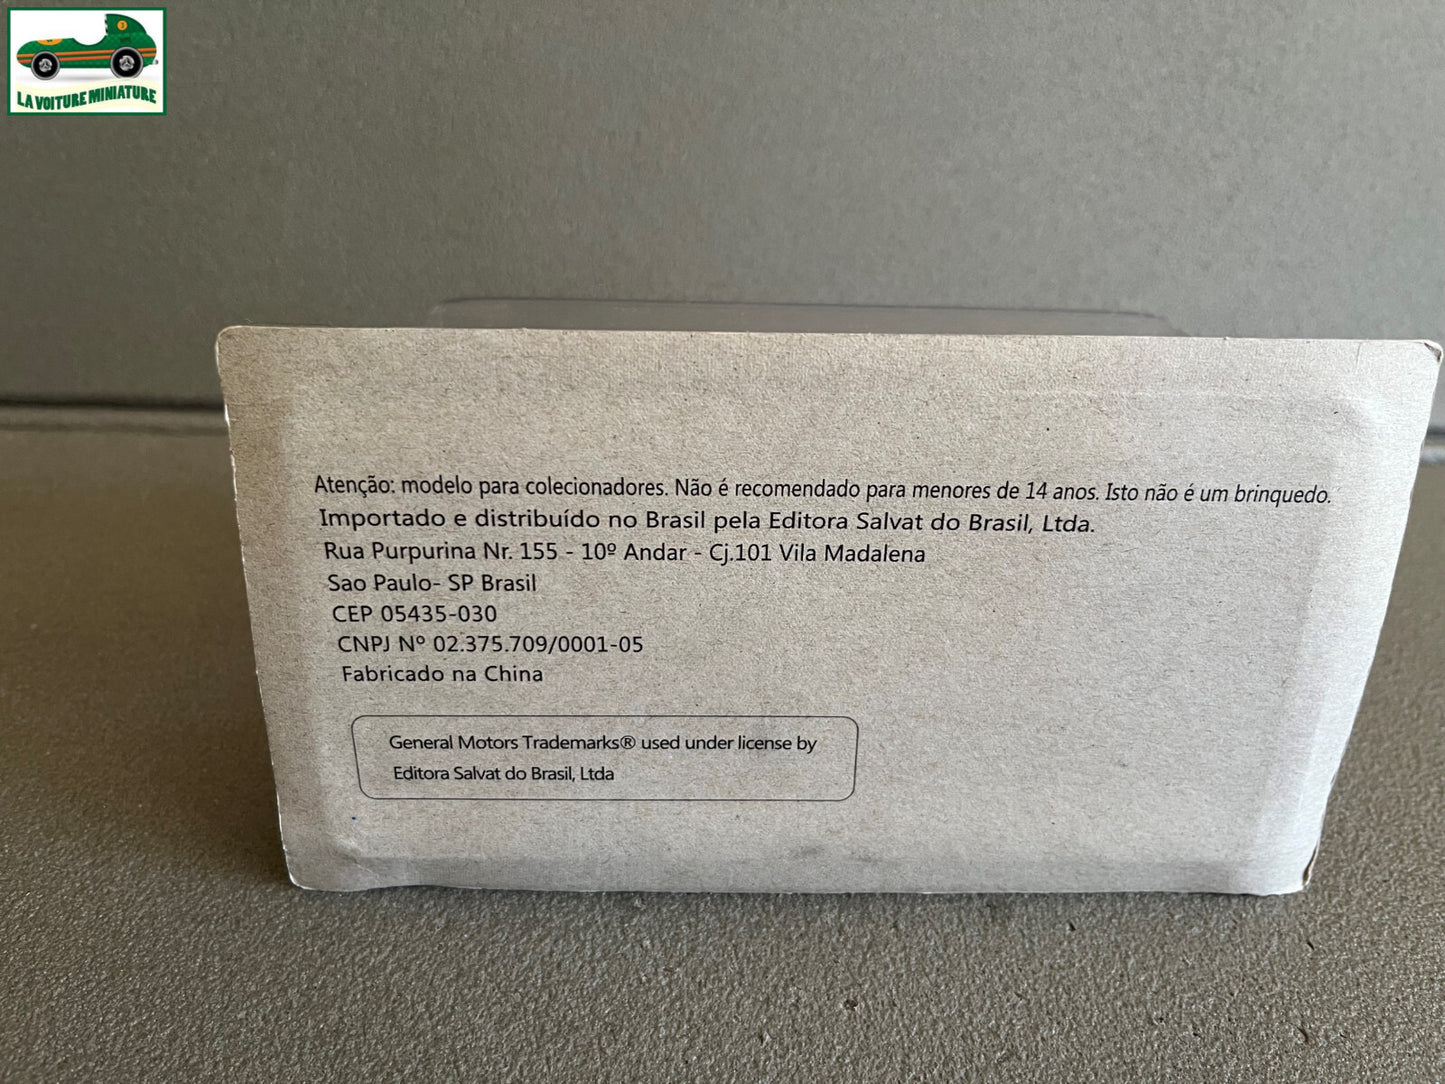 LA VOITURE MINIATURE
Atenção: modelo para colecionadores. Não é recomendado para menores de 14 anos. Isto não é um brinquedo.
Importado e distribuído no Brasil pela Editora Salvat do Brasil, Ltda.
Rua Purpurina Nr. 155 - 10º Andar - Cj.101 Vila Madalena
Sao Paulo- SP Brasil
CEP 05435-030
CNPJ Nº 02.375.709/0001-05
Fabricado na China
General Motors Trademarks® used under license by
Editora Salvat do Brasil, Ltda